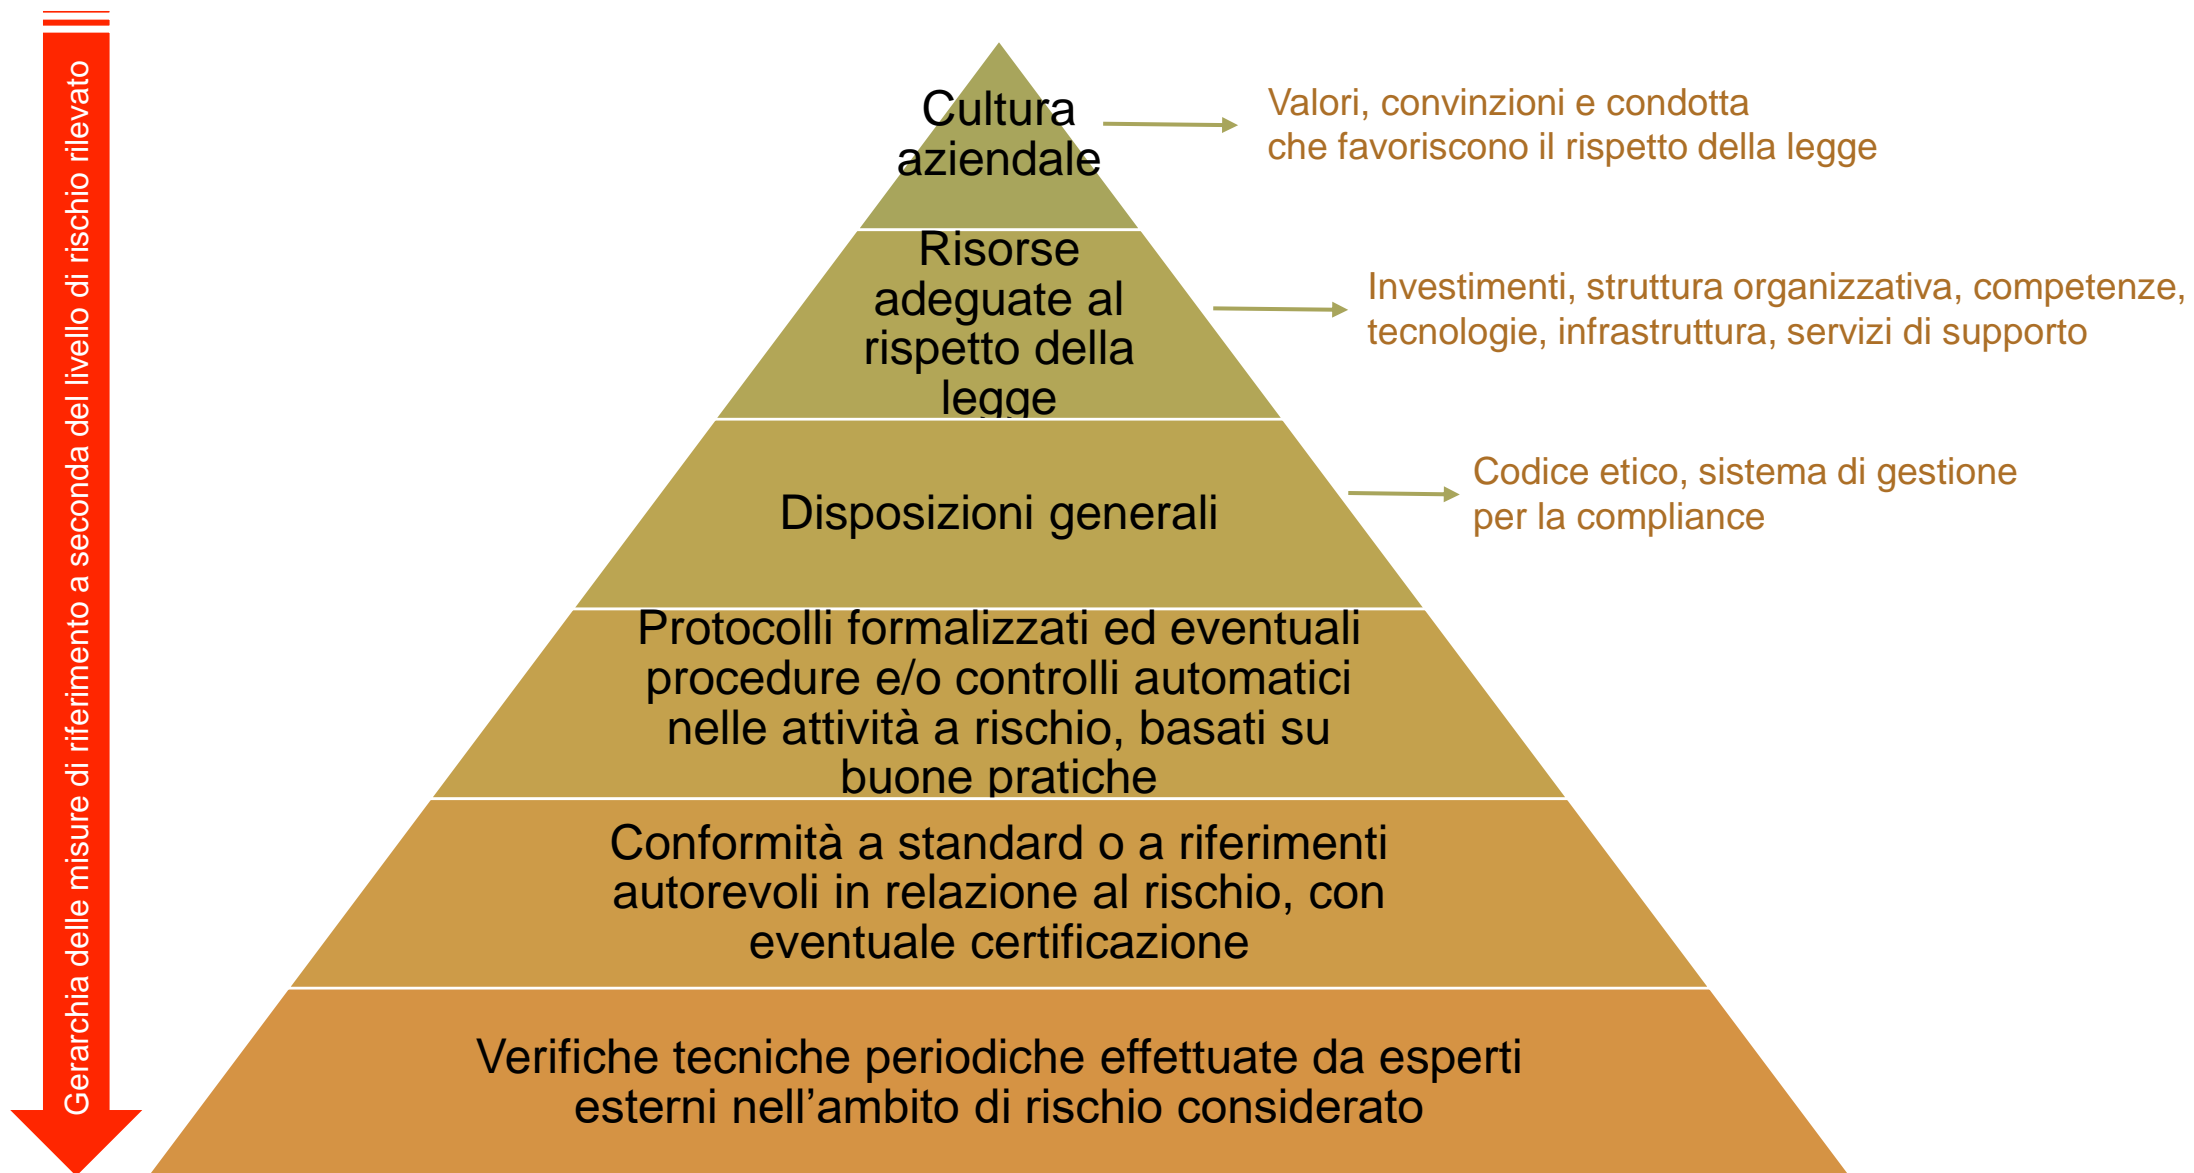 Gerarchia delle misure di riferimento a seconda del livello di rischio rilevato
Cultura
aziendale
Valori, convinzioni e condotta
che favoriscono il rispetto della legge
Risorse
adeguate al
rispetto della
legge
Investimenti, struttura organizzativa, competenze,
tecnologie, infrastruttura, servizi di supporto
Disposizioni generali
Codice etico, sistema di gestione
per la compliance
Protocolli formalizzati ed eventuali
procedure e/o controlli automatici
nelle attività a rischio, basati su
buone pratiche
Conformità a standard o a riferimenti
autorevoli in relazione al rischio, con
eventuale certificazione
Verifiche tecniche periodiche effettuate da esperti
esterni nell’ambito di rischio considerato